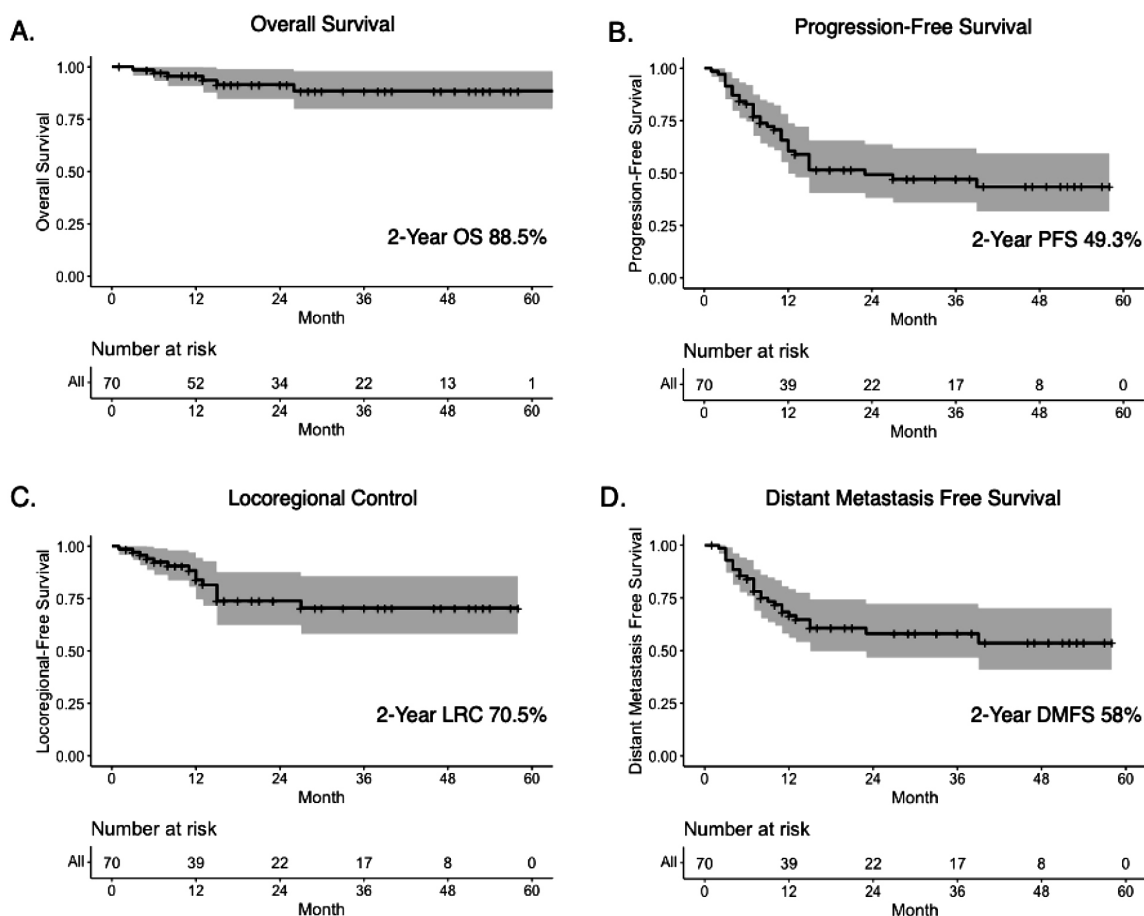 A.
Overall Survival
Overall Survival
1.00
0.75
0.50
0.25
0.00
2-Year OS 88.5%
0 12 24 36 48 60
Month
Number at risk
All 70 52 34 22 13 1
0 12 24 36 48 60
Month
B.
Progression-Free Survival
Progression-Free Survival
1.00
0.75
0.50
0.25
0.00
2-Year PFS 49.3%
0 12 24 36 48 60
Month
Number at risk
All 70 39 22 17 8 0
0 12 24 36 48 60
Month
C.
Locoregional Control
Locoregional-Free Survival
1.00
0.75
0.50
0.25
0.00
2-Year LRC 70.5%
0 12 24 36 48 60
Month
Number at risk
All 70 39 22 17 8 0
0 12 24 36 48 60
Month
D.
Distant Metastasis Free Survival
Distant Metastasis Free Survival
1.00
0.75
0.50
0.25
0.00
2-Year DMFS 58%
0 12 24 36 48 60
Month
Number at risk
All 70 39 22 17 8 0
0 12 24 36 48 60
Month